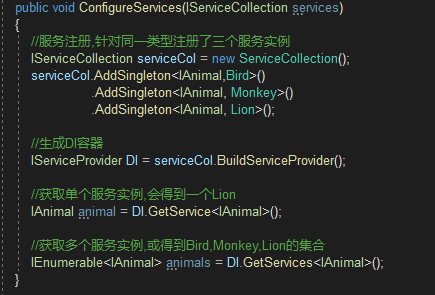 public void ConfigureServices(IServiceCollection services)
{
//服务注册,针对同一类型注册了三个服务实例
IServiceCollection serviceCol = new ServiceCollection();
serviceCol.AddSingleton<IAnimal,Bird>()
.AddSingleton<IAnimal, Monkey>()
.AddSingleton<IAnimal, Lion>();
//生成DI容器
IServiceProvider DI = serviceCol.BuildServiceProvider();
//获取单个服务实例,会得到一个Lion
IAnimal animal = DI.GetService<IAnimal>();
//获取多个服务实例,或得到Bird,Monkey,Lion的集合
IEnumerable<IAnimal> animals = DI.GetServices<IAnimal>();
}